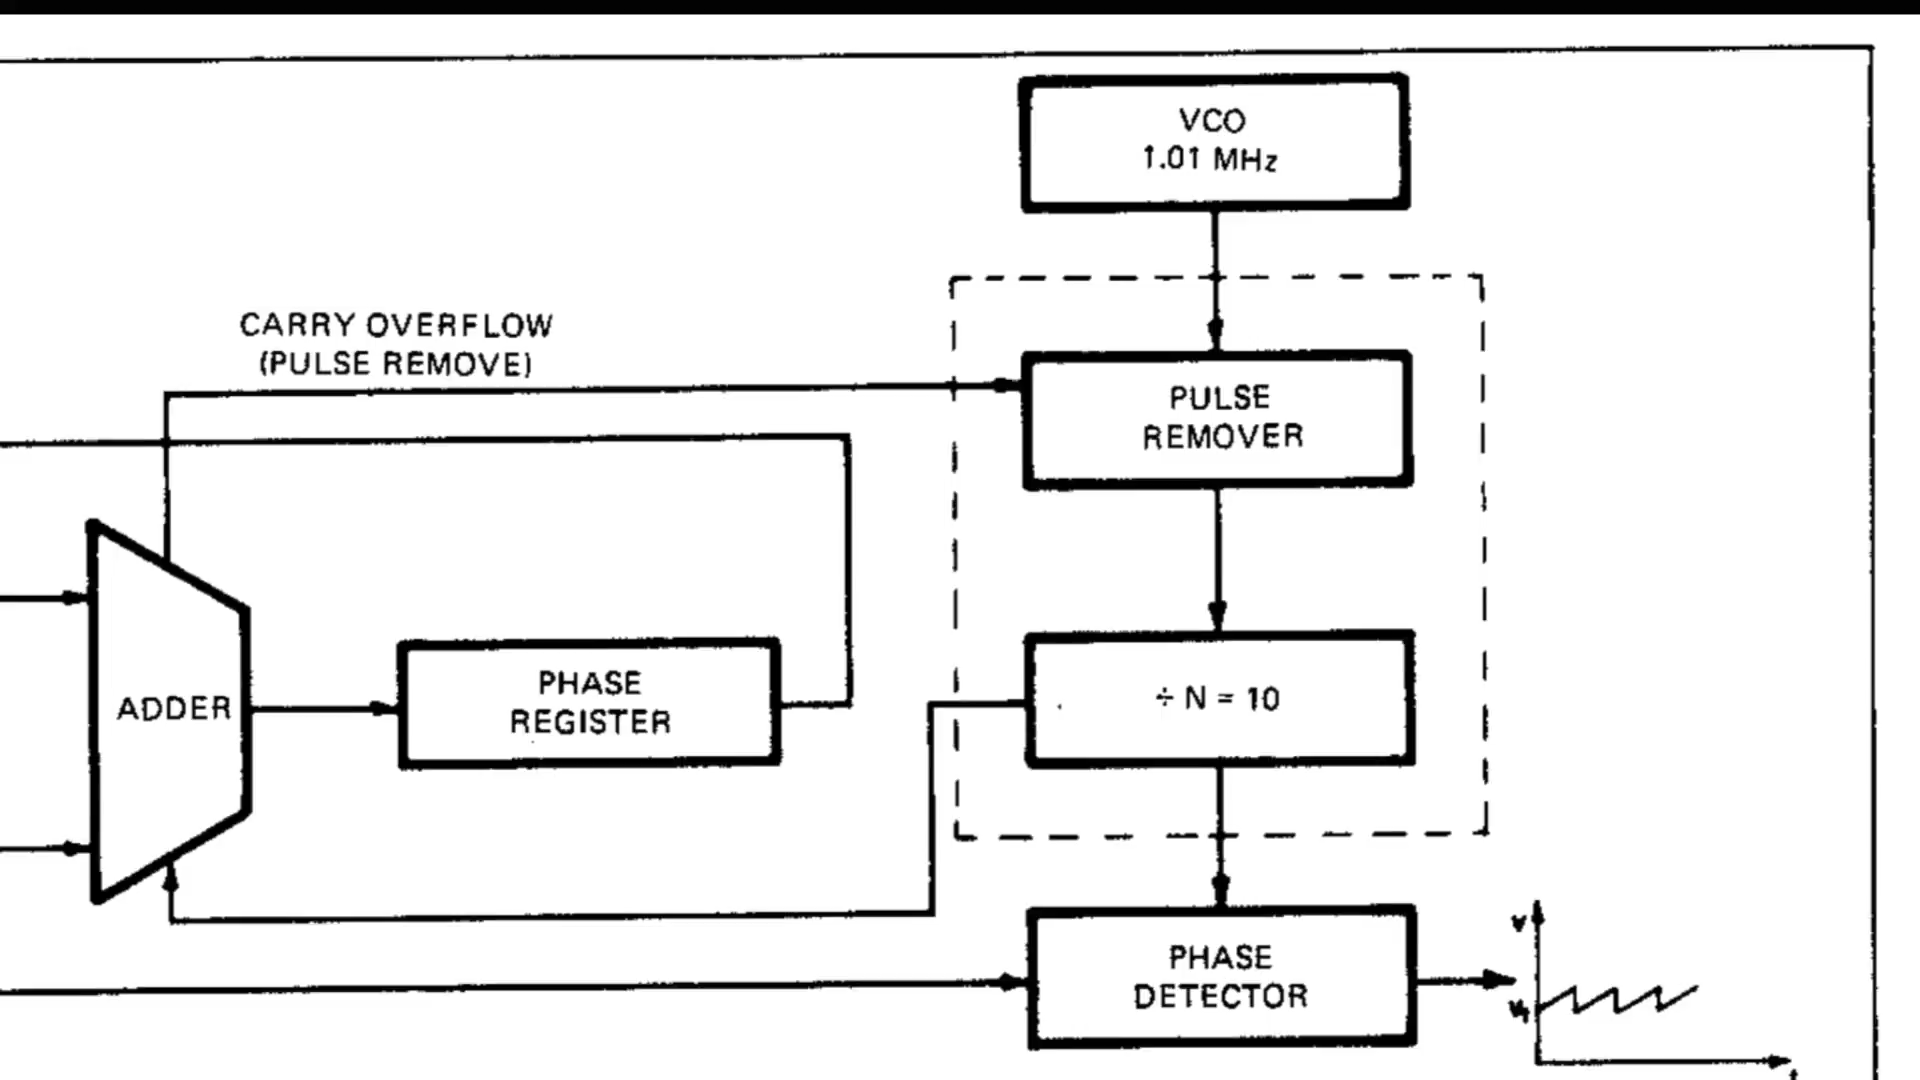 VCO
1.01 MHz
CARRY OVERFLOW
(PULSE REMOVE)
PULSE
REMOVER
ADDER
PHASE
REGISTER
÷ N = 10
PHASE
DETECTOR
v
t